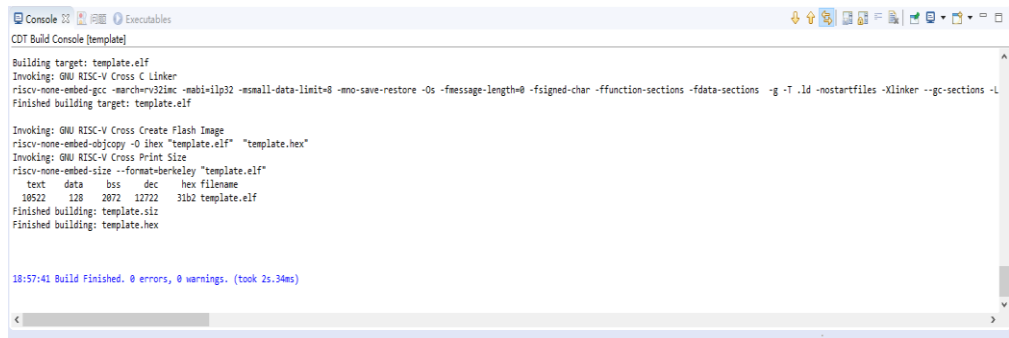 Console 问题 Executables
CDT Build Console [template]
Building target: template.elf
Invoking: GNU RISC-V Cross C Linker
riscv-none-embed-gcc -march=rv32imc -mabi=ilp32 -msmall-data-limit=8 -mno-save-restore -Os -fmessage-length=0 -fsigned-char -ffunction-sections -fdata-sections -g -T .ld -nostartfiles -Xlinker --gc-sections -L
Finished building target: template.elf
Invoking: GNU RISC-V Cross Create Flash Image
riscv-none-embed-objcopy -O ihex "template.elf" "template.hex"
Invoking: GNU RISC-V Cross Print Size
riscv-none-embed-size --format=berkeley "template.elf"
text data bss dec hex filename
10522 128 2072 12722 31b2 template.elf
Finished building: template.siz
Finished building: template.hex
18:57:41 Build Finished. 0 errors, 0 warnings. (took 2s.34ms)